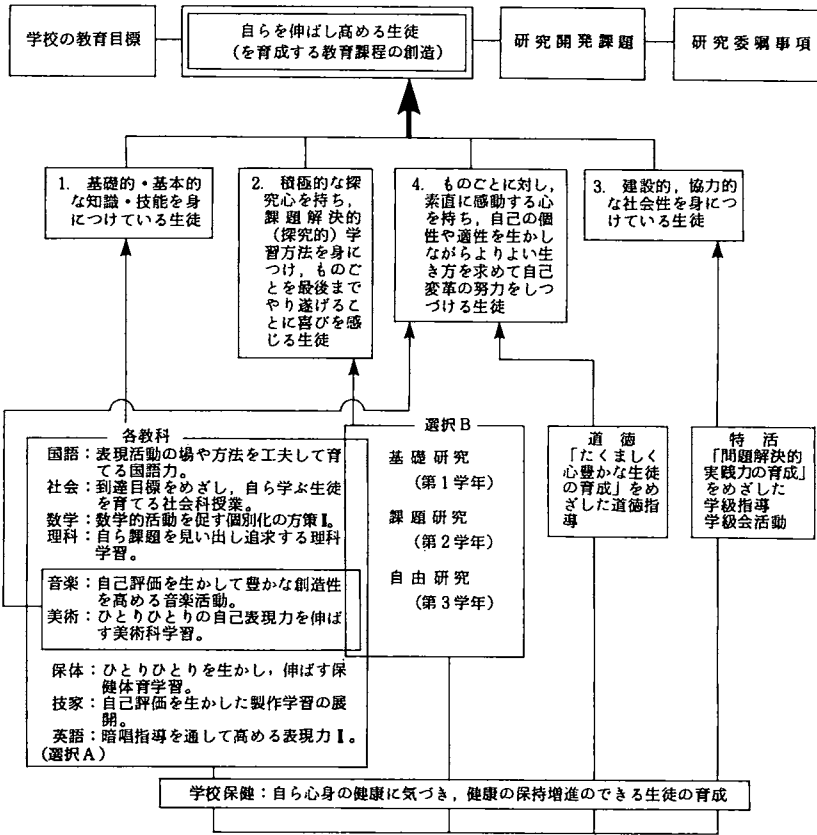 学校の教育目標
自らを伸ばし高める生徒
(を育成する教育課程の創造)
研究開発課題
研究委嘱事項
1. 基礎的・基本的
な知識・技能を身
につけている生徒
2. 積極的な探
究心を持ち,
課題解決的
(探究的)学
習方法を身に
つけ,ものご
とを最後まで
やり遂げるこ
とに喜びを感
じる生徒
4. ものごとに対し,
素直に感動する心
を持ち,自己の個
性や適性を生かし
ながらよりよい生
き方を求めて自己
変革の努力をしつ
づける生徒
3. 建設的,協力的
な社会性を身につ
けている生徒
各教科
国語:表現活動の場や方法を工夫して育
てる国語力。
社会:到達目標をめざし,自ら学ぶ生徒
を育てる社会科授業。
数学:数学的活動を促す個別化の方策Ⅱ。
理科:自ら課題を見い出し追求する理科
学習。
音楽:自己評価を生かして豊かな創造性
を高める音楽活動。
美術:ひとりひとりの自己表現力を伸ば
す美術科学習。
保体:ひとりひとりを生かし,伸ばす保
健体育学習。
技家:自己評価を生かした製作学習の展
開。
英語:暗唱指導を通して高める表現力Ⅱ。
(選択A)
選択B
基礎研究
(第1学年)
課題研究
(第2学年)
自由研究
(第3学年)
道徳
「たくましく
心豊かな生徒
の育成」をめ
ざした道徳指
導
特活
「問題解決的
実践力の育成」
をめざした
学級指導
学級会活動
学校保健:自ら心身の健康に気づき,健康の保持増進のできる生徒の育成